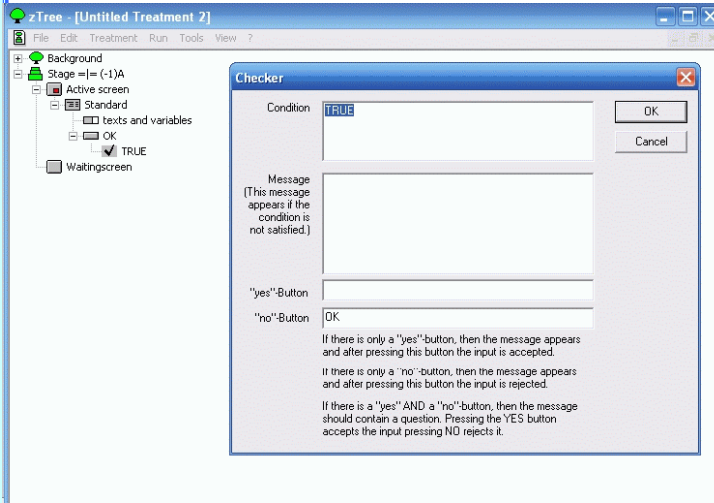 zTree - [Untitled Treatment 2]
File Edit Treatment Run Tools View ?
Background
Stage =|= (-1)A
Active screen
Standard
texts and variables
OK
TRUE
Waitingscreen
Checker
Condition
TRUE
OK
Cancel
Message
(This message
appears if the
condition is
not satisfied.)
"yes"-Button
"no"-Button OK
If there is only a "yes"-button, then the message appears
and after pressing this button the input is accepted.
If there is only a "no"-button, then the message appears
and after pressing this button the input is rejected.
If there is a "yes" AND a "no"-button, then the message
should contain a question. Pressing the YES button
accepts the input pressing NO rejects it.